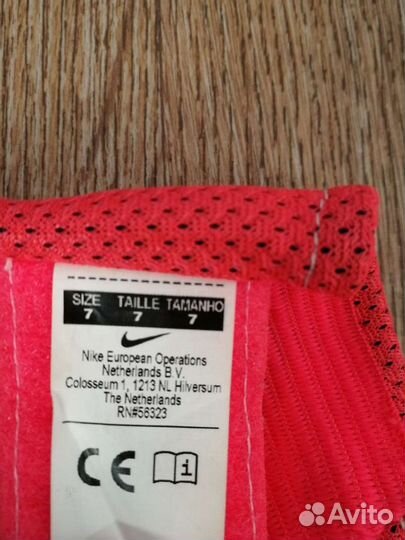 SIZE TAILLE TAMANHO
7 7 7
Nike European Operations
Netherlands B.V.
Colosseum 1, 1213 NL Hilversum
The Netherlands
RN#56323
CE i
Avito